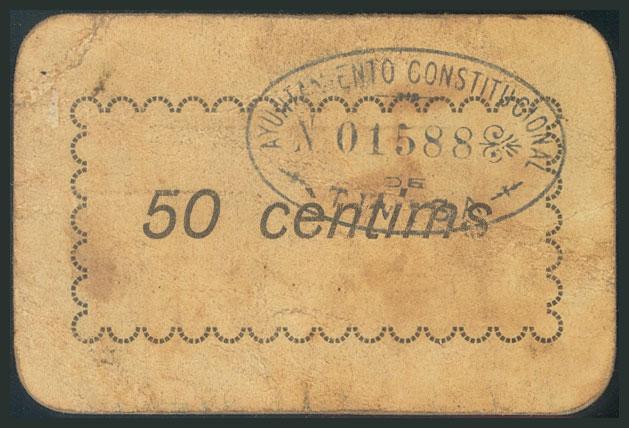 AYUNTAMIENTO CONSTITUCIONAL
N 01588
DE
50 centims